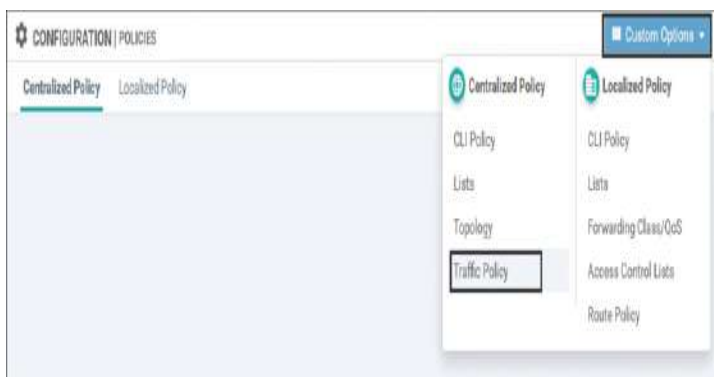 CONFIGURATION | POLICIES
Custom Options
Centralized Policy
Localized Policy
Centralized Policy
CLI Policy
Lists
Topology
Traffic Policy
Localized Policy
CLI Policy
Lists
Forwarding Class/QoS
Access Control Lists
Route Policy